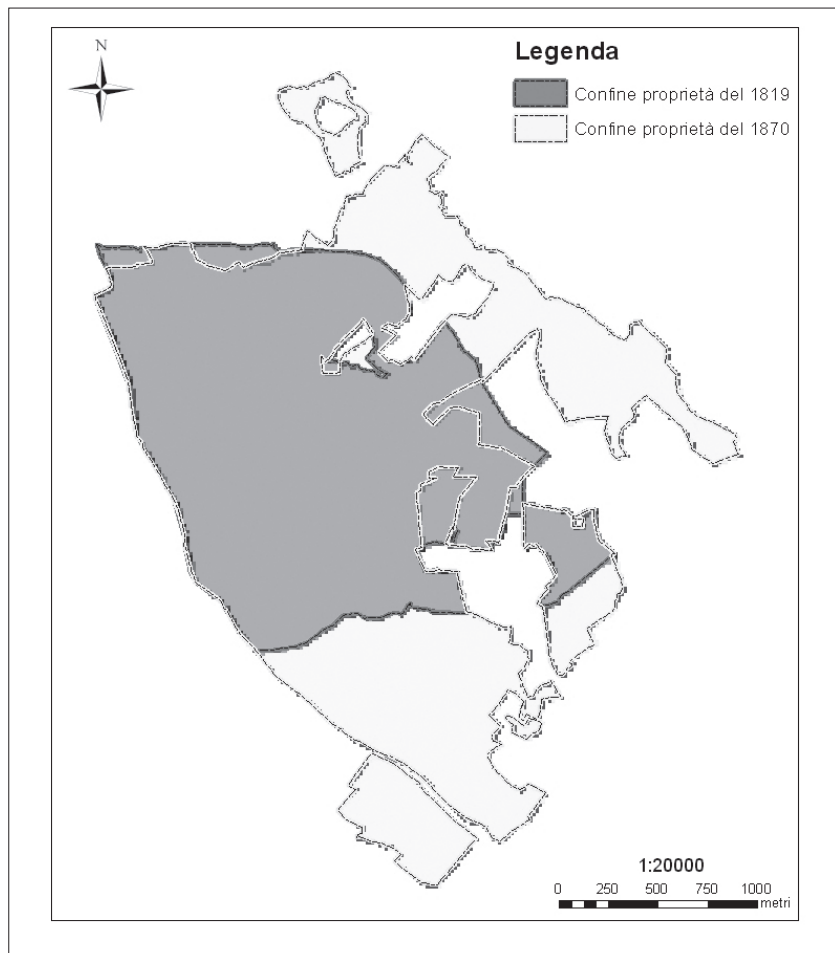 N
Legenda
Confine proprietà del 1819
Confine proprietà del 1870
1:20000
0 250 500 750 1000
metri